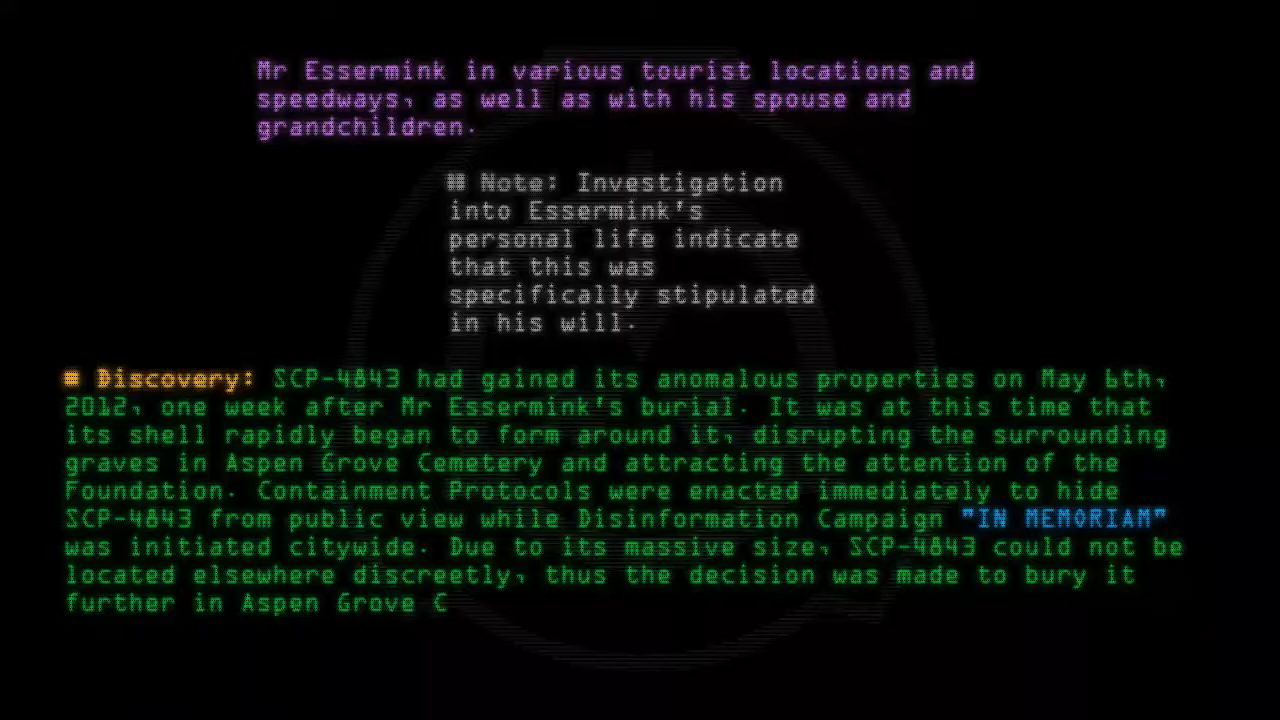 Mr Essermink in various tourist locations and
speedways, as well as with his spouse and
grandchildren.
# Note: Investigation
into Essermink's
personal life indicate
that this was
specifically stipulated
in his will.
# Discovery: SCP-4843 had gained its anomalous properties on May 6th,
2012, one week after Mr Essermink's burial. It was at this time that
its shell rapidly began to form around it, disrupting the surrounding
graves in Aspen Grove Cemetery and attracting the attention of the
Foundation. Containment Protocols were enacted immediately to hide
SCP-4843 from public view while Disinformation Campaign "IN MEMORIAM"
was initiated citywide. Due to its massive size, SCP-4843 could not be
located elsewhere discreetly, thus the decision was made to bury it
further in Aspen Grove C